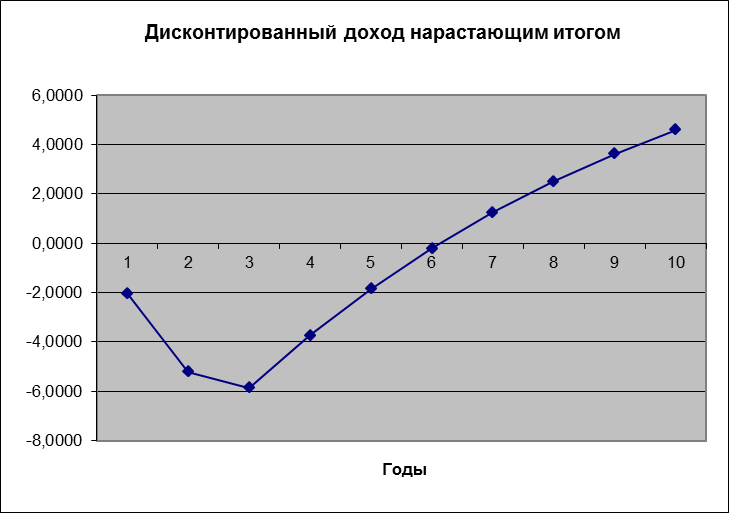 Дисконтированный доход нарастающим итогом
6,0000
4,0000
2,0000
0,0000
1 2 3 4 5 6 7 8 9 10
-2,0000
-4,0000
-6,0000
-8,0000
Годы